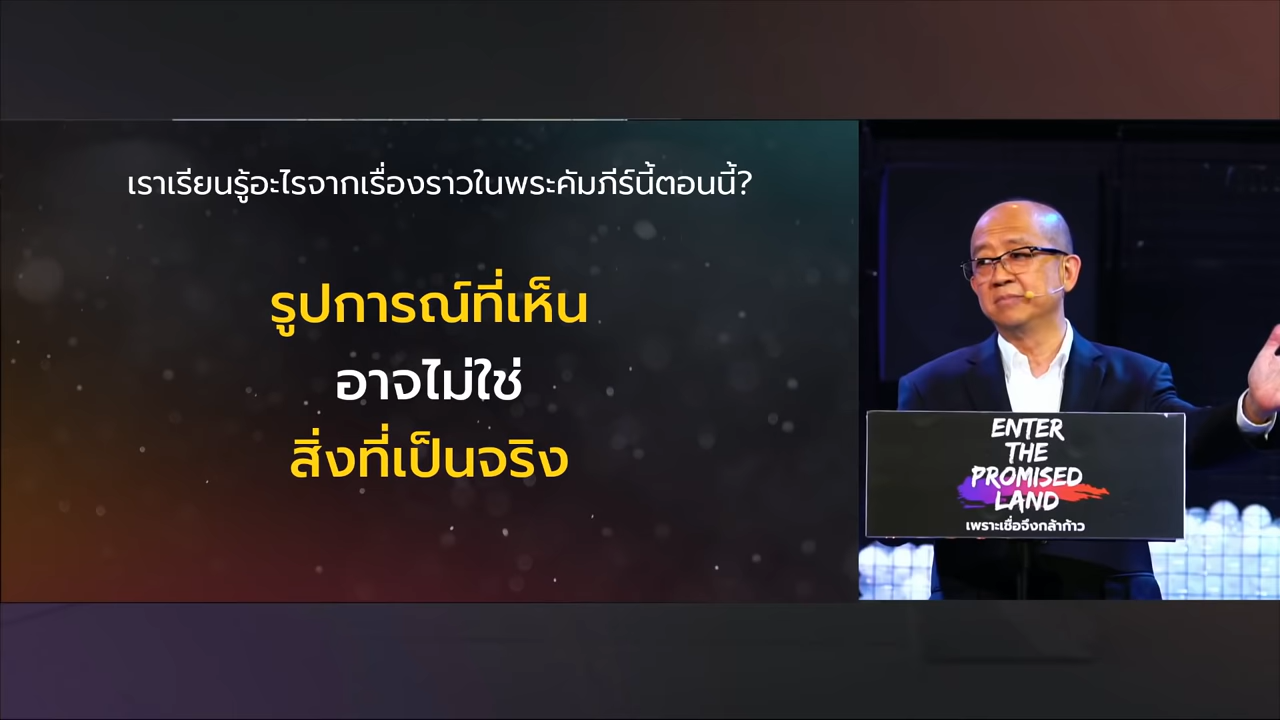 เราเรียนรู้อะไรจากเรื่องราวในพระคัมภีร์นี้ตอนนี้?
รูปการณ์ที่เห็น
อาจไม่ใช่
สิ่งที่เป็นจริง
ENTER
THE
PROMISED
LAND
เพราะเชื่อจึงกล้าก้าว